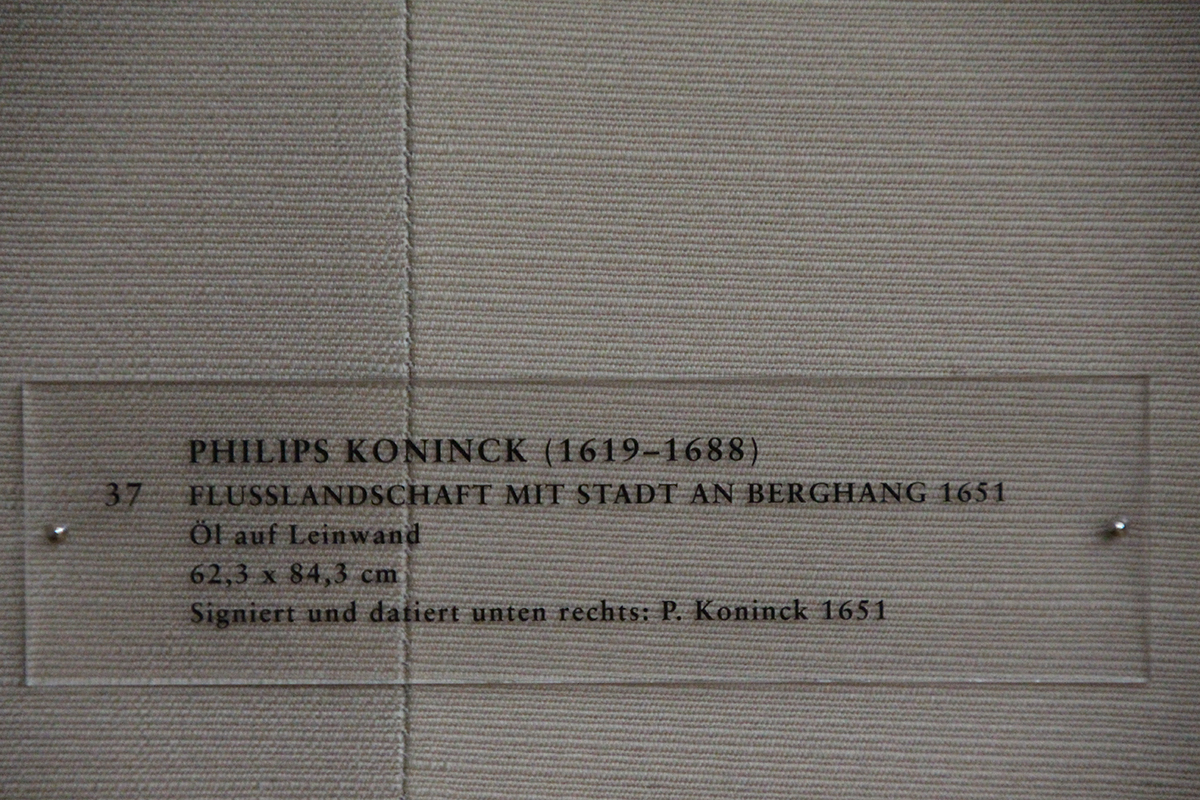 PHILIPS KONINCK (1619–1688)
37 FLUSSLANDSCHAFT MIT STADT AN BERGHANG 1651
Öl auf Leinwand
62,3 x 84,3 cm
Signiert und datiert unten rechts: P. Koninck 1651